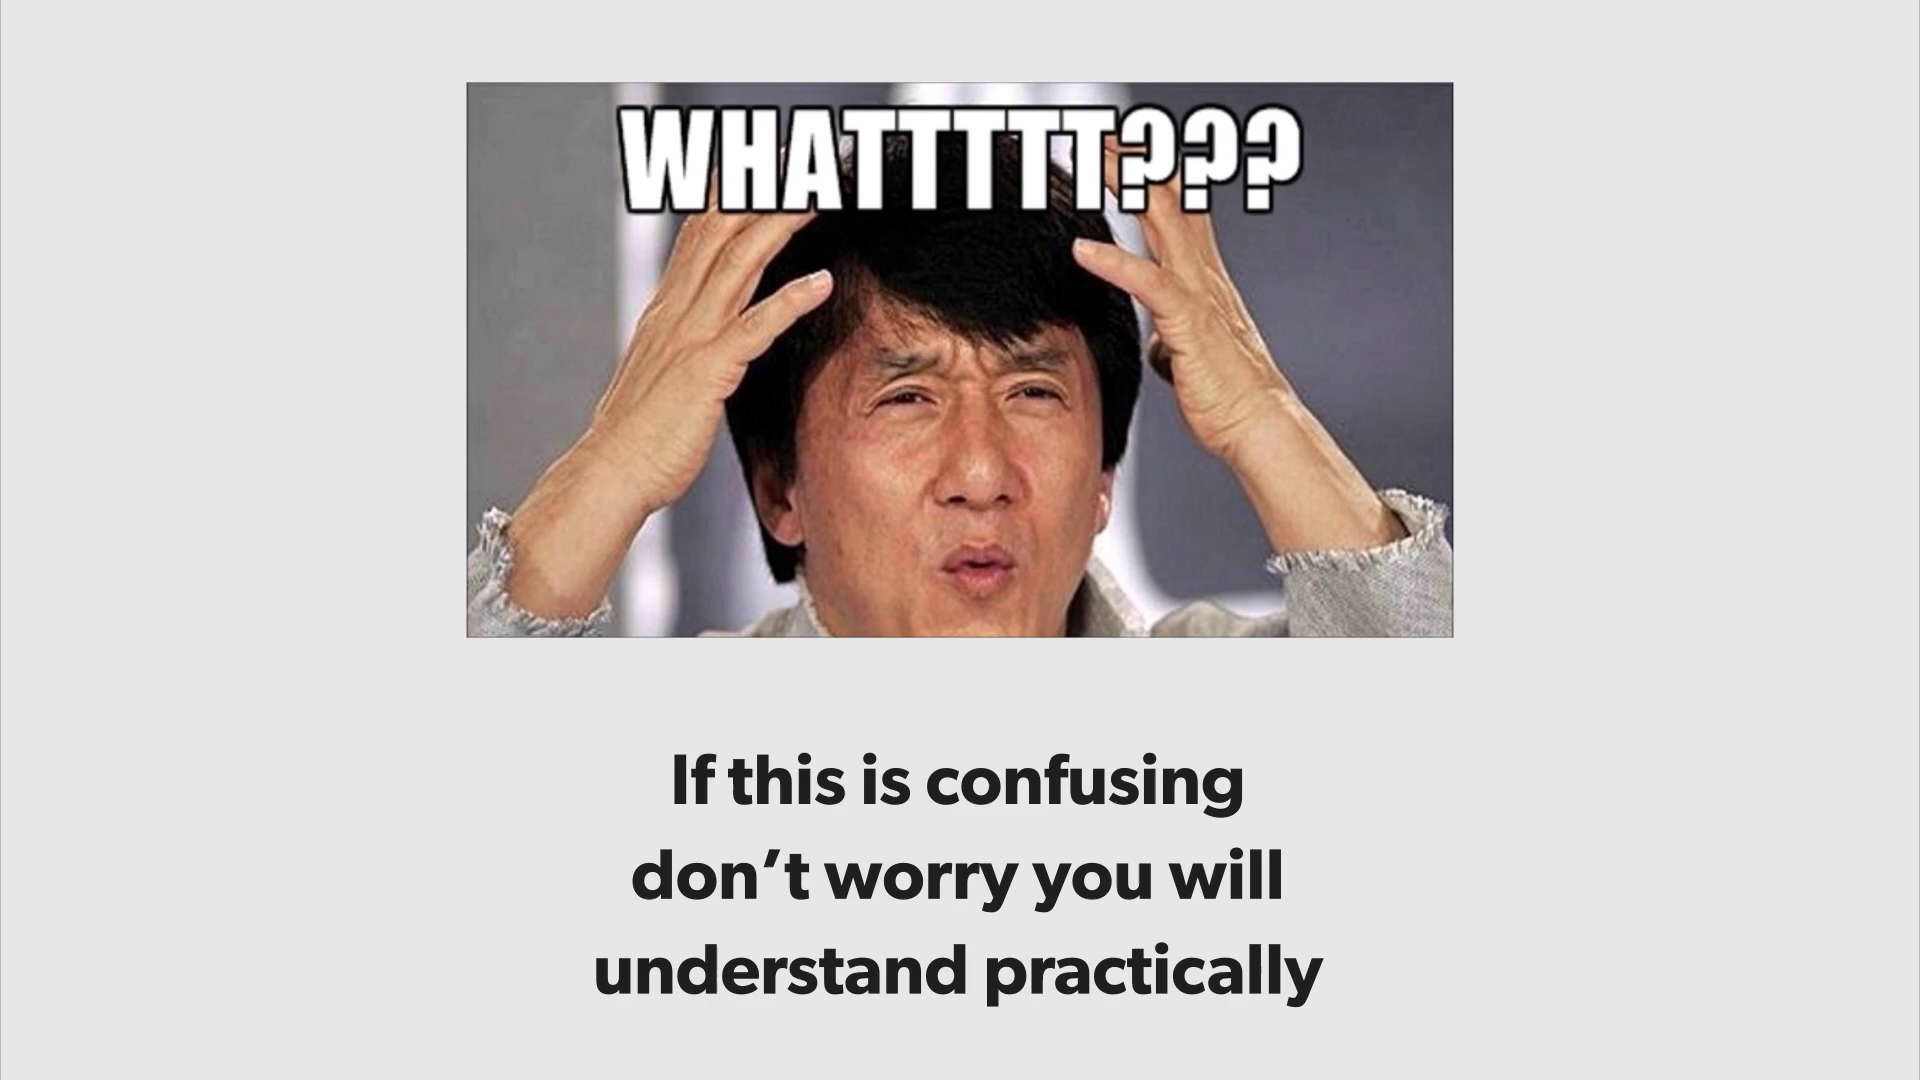 WHATTTTT???
If this is confusing
don’t worry you will
understand practically